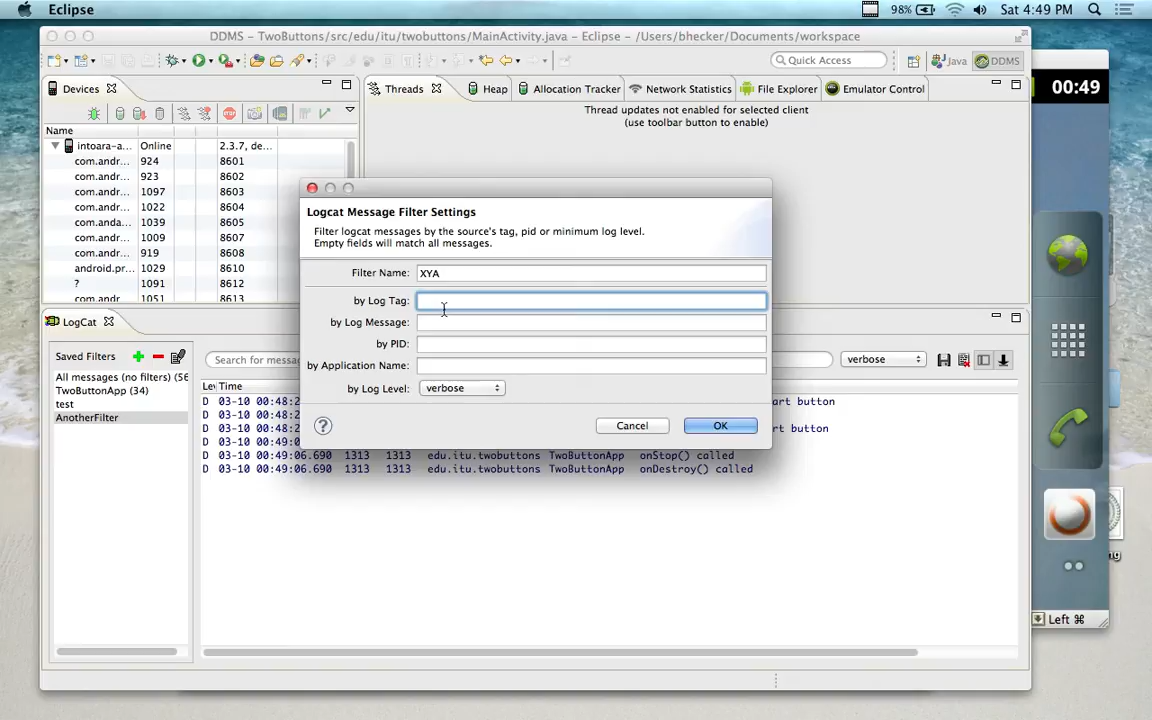 Eclipse
98%
Sat 4:49 PM
DDMS - TwoButtons/src/edu/itu/twobuttons/MainActivity.java - Eclipse - /Users/bhecker/Documents/workspace
Quick Access
Java
DDMS
00:49
Devices
Threads
Heap
Allocation Tracker
Network Statistics
File Explorer
Emulator Control
Thread updates not enabled for selected client
(use toolbar button to enable)
Name
intoara-a... Online 2.3.7, de...
com.andr... 924 8601
com.andr... 923 8602
com.andr... 1097 8603
com.andr... 1022 8604
com.anda... 1039 8605
com.andr... 1009 8607
com.andr... 919 8608
android.pr... 1029 8610
? 1091 8612
com.andr... 1051 8613
Logcat Message Filter Settings
Filter logcat messages by the source's tag, pid or minimum log level.
Empty fields will match all messages.
Filter Name: XYA
by Log Tag:
by Log Message:
by PID:
by Application Name:
by Log Level: verbose
? Cancel OK
LogCat
Saved Filters
All messages (no filters) (56
TwoButtonApp (34)
test
AnotherFilter
Search for messa
verbose
Le Time
D 03-10 00:48:2 art button
D 03-10 00:48:2
D 03-10 00:48:2 rt button
D 03-10 00:49:0
D 03-10 00:49:06.690 1313 1313 edu.itu.twobuttons TwoButtonApp onStop() called
D 03-10 00:49:06.690 1313 1313 edu.itu.twobuttons TwoButtonApp onDestroy() called
ng
Left ⌘